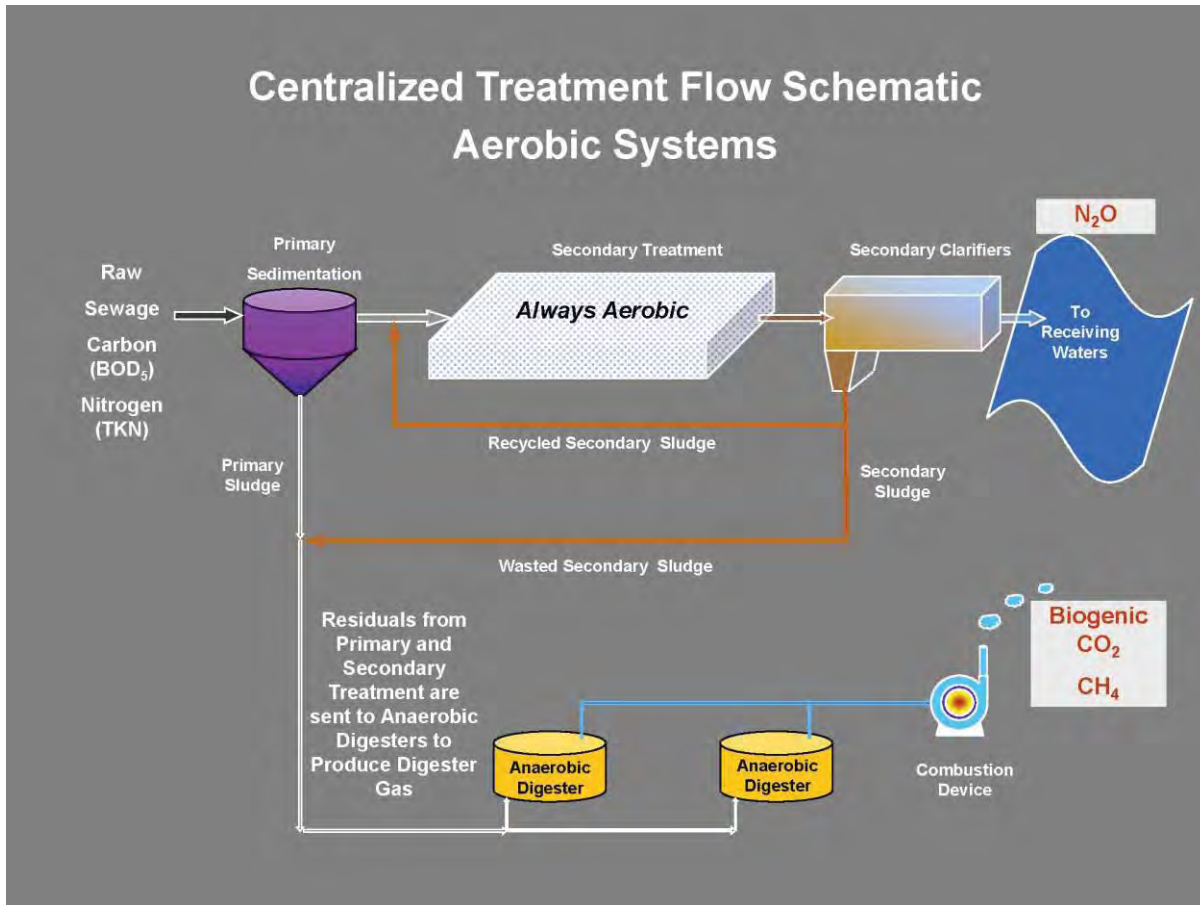 Centralized Treatment Flow Schematic
Aerobic Systems
N₂O
Primary
Sedimentation
Secondary Treatment
Secondary Clarifiers
Raw
Sewage
Carbon
(BOD₅)
Nitrogen
(TKN)
Always Aerobic
To
Receiving
Waters
Recycled Secondary Sludge
Primary
Sludge
Secondary
Sludge
Wasted Secondary Sludge
Residuals from
Primary and
Secondary
Treatment are
sent to Anaerobic
Digesters to
Produce Digester
Gas
Biogenic
CO₂
CH₄
Anaerobic
Digester
Anaerobic
Digester
Combustion
Device